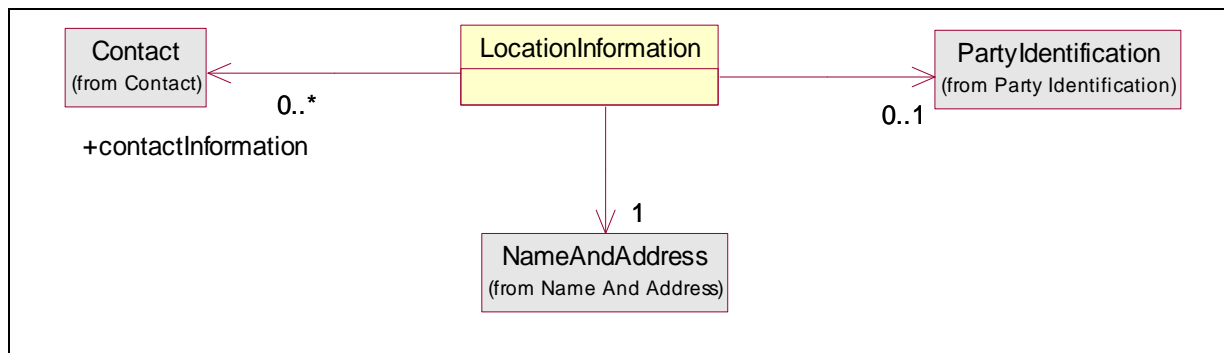 Contact
(from Contact)
LocationInformation
PartyIdentification
(from Party Identification)
0..*
0..1
+contactInformation
1
NameAndAddress
(from Name And Address)